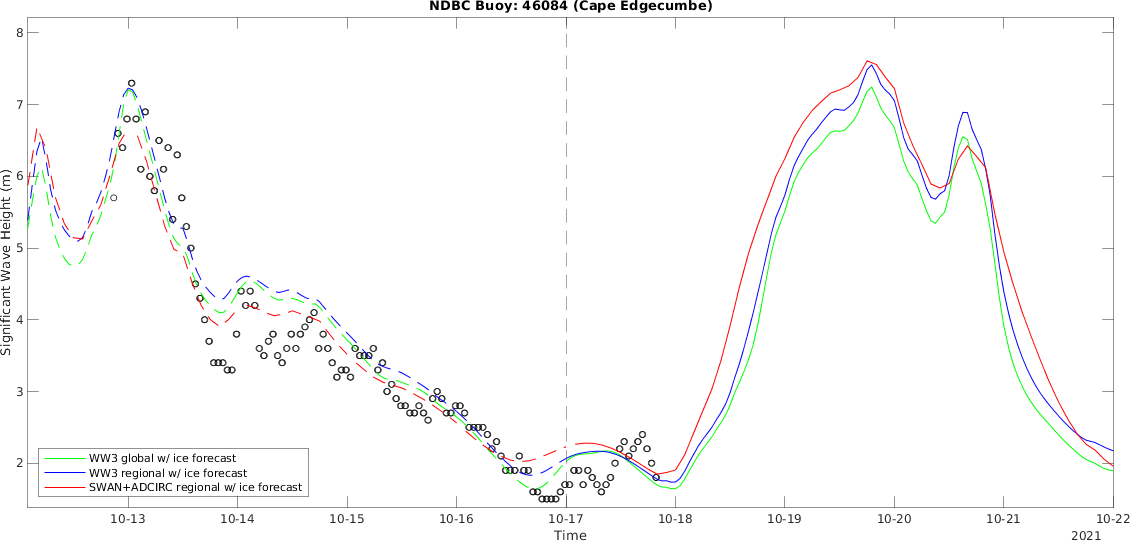 NDBC Buoy: 46084 (Cape Edgecumbe)
Significant Wave Height (m)
8
7
6
5
4
3
2
WW3 global w/ ice forecast
WW3 regional w/ ice forecast
SWAN+ADCIRC regional w/ ice forecast
10-13 10-14 10-15 10-16 10-17 10-18 10-19 10-20 10-21 10-22
Time
2021